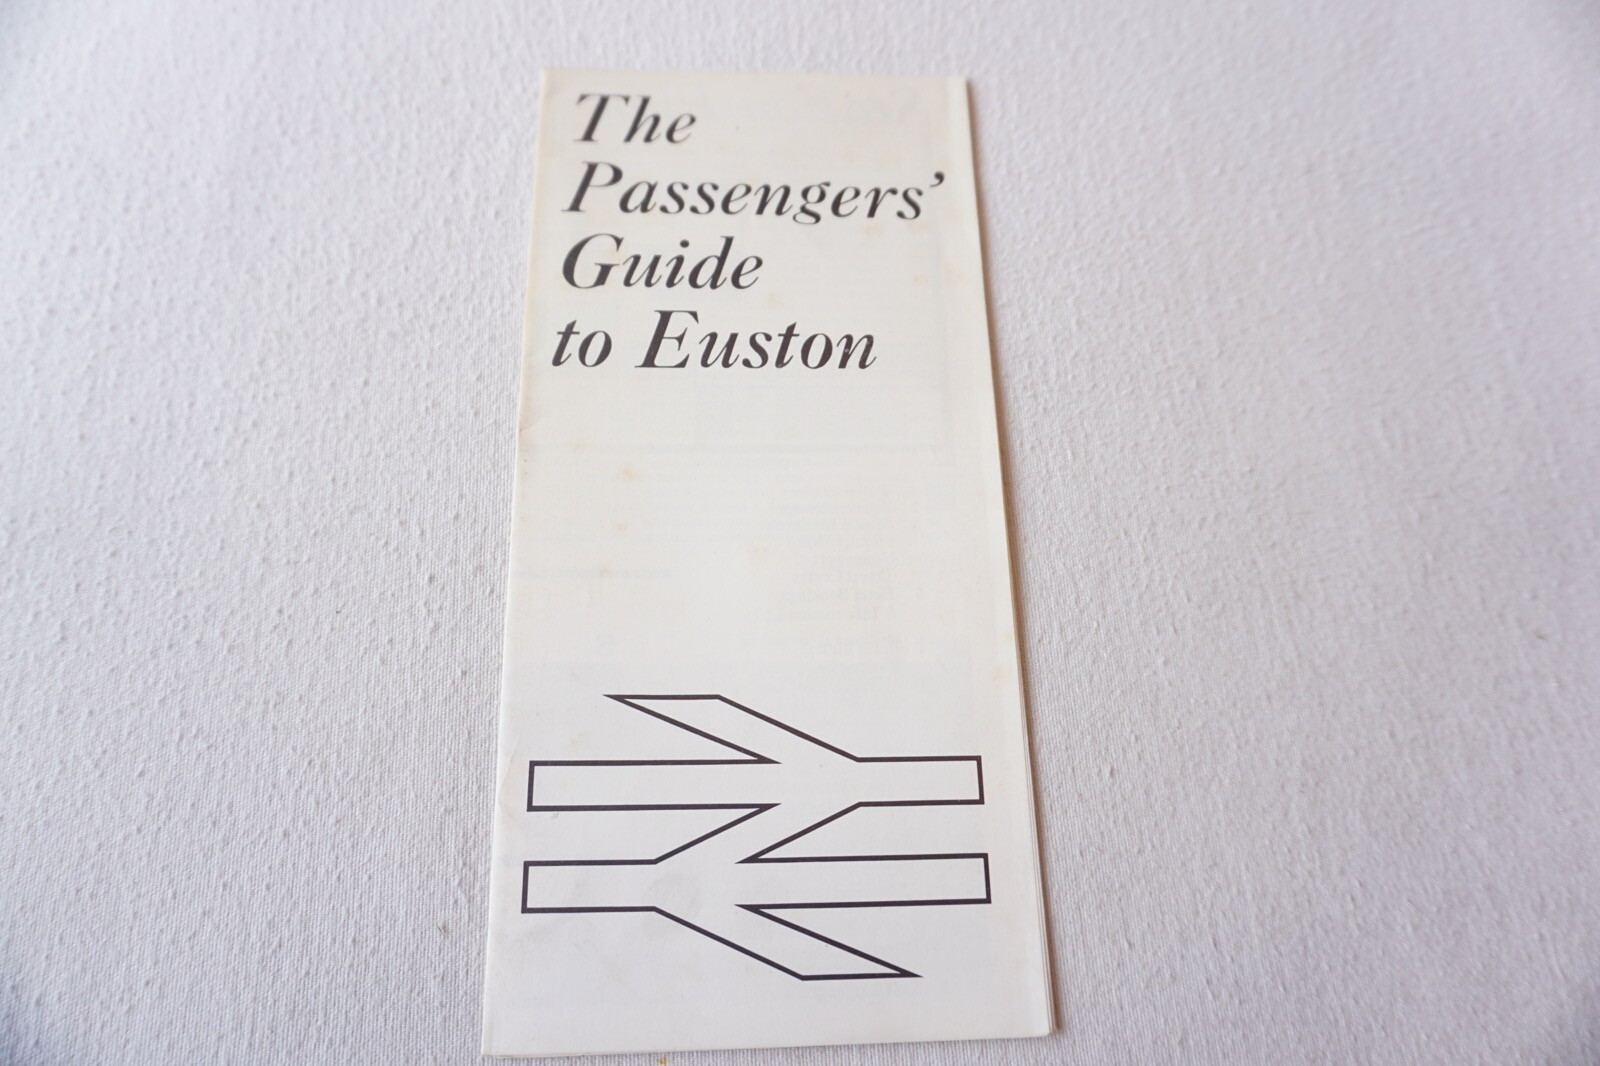 The
Passengers’
Guide
to Euston